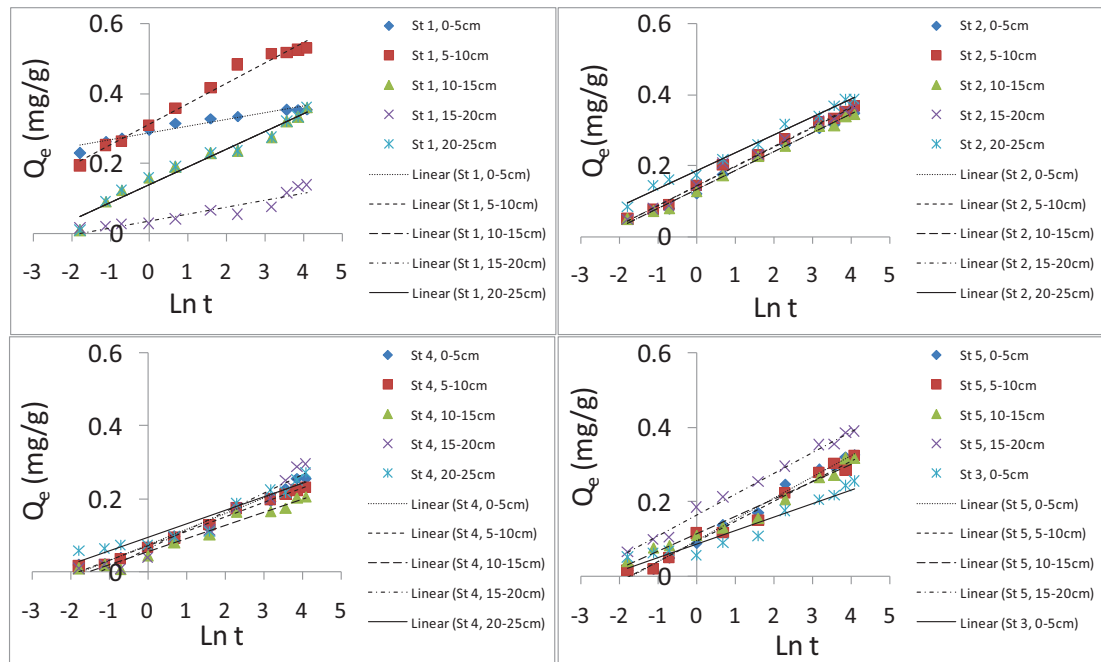 0.6
0.4
0.2
0
-3 -2 -1 0 1 2 3 4 5
Qe (mg/g)
Ln t
St 1, 0-5cm
St 1, 5-10cm
St 1, 10-15cm
St 1, 15-20cm
St 1, 20-25cm
Linear (St 1, 0-5cm)
Linear (St 1, 5-10cm)
Linear (St 1, 10-15cm)
Linear (St 1, 15-20cm)
Linear (St 1, 20-25cm)
0.6
0.4
0.2
0
-3 -2 -1 0 1 2 3 4 5
Qe (mg/g)
Ln t
St 2, 0-5cm
St 2, 5-10cm
St 2, 10-15cm
St 2, 15-20cm
St 2, 20-25cm
Linear (St 2, 0-5cm)
Linear (St 2, 5-10cm)
Linear (St 2, 10-15cm)
Linear (St 2, 15-20cm)
Linear (St 2, 20-25cm)
0.6
0.4
0.2
0
-3 -2 -1 0 1 2 3 4 5
Qe (mg/g)
Ln t
St 4, 0-5cm
St 4, 5-10cm
St 4, 10-15cm
St 4, 15-20cm
St 4, 20-25cm
Linear (St 4, 0-5cm)
Linear (St 4, 5-10cm)
Linear (St 4, 10-15cm)
Linear (St 4, 15-20cm)
Linear (St 4, 20-25cm)
0.6
0.4
0.2
0
-3 -2 -1 0 1 2 3 4 5
Qe (mg/g)
Ln t
St 5, 0-5cm
St 5, 5-10cm
St 5, 10-15cm
St 5, 15-20cm
St 3, 0-5cm
Linear (St 5, 0-5cm)
Linear (St 5, 5-10cm)
Linear (St 5, 10-15cm)
Linear (St 5, 15-20cm)
Linear (St 3, 0-5cm)